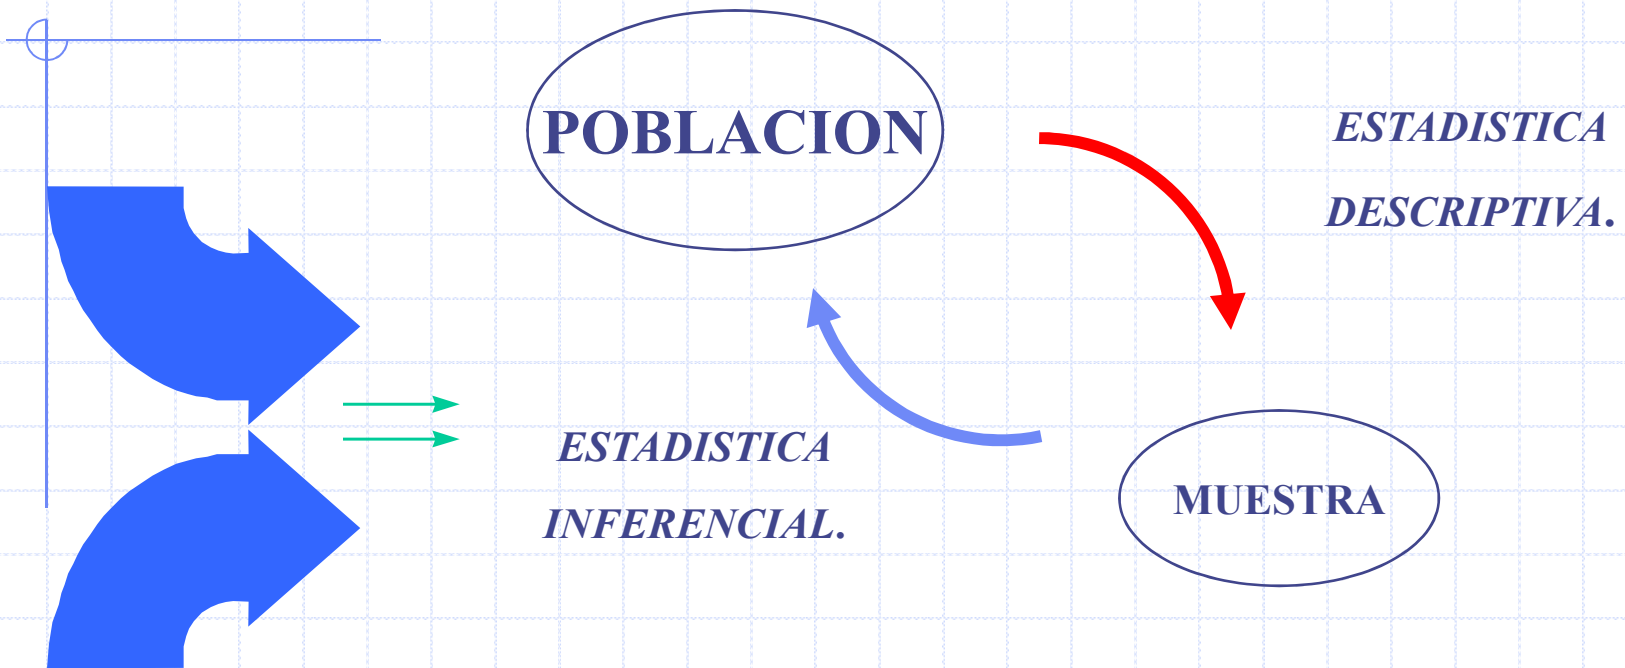 POBLACION
ESTADISTICA
DESCRIPTIVA.
ESTADISTICA
INFERENCIAL.
MUESTRA